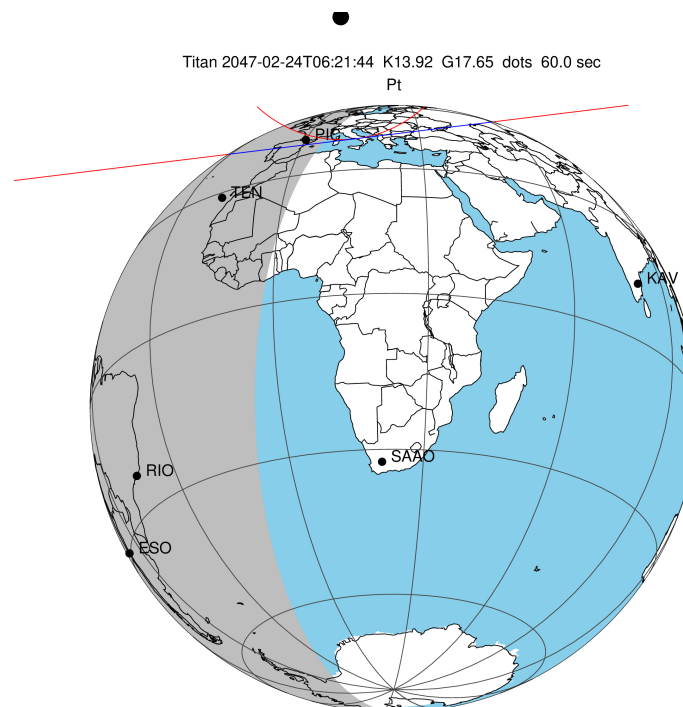 Titan 2047-02-24T06:21:44 K13.92 G17.65 dots 60.0 sec
Pt
PIC
TEN
KAV
SAAO
RIO
ESO